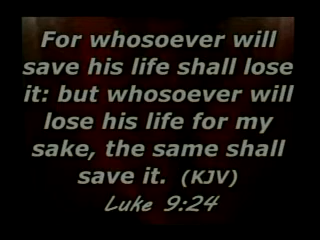 For whosoever will
save his life shall lose
it: but whosoever will
lose his life for my
sake, the same shall
save it. (KJV)
Luke 9:24